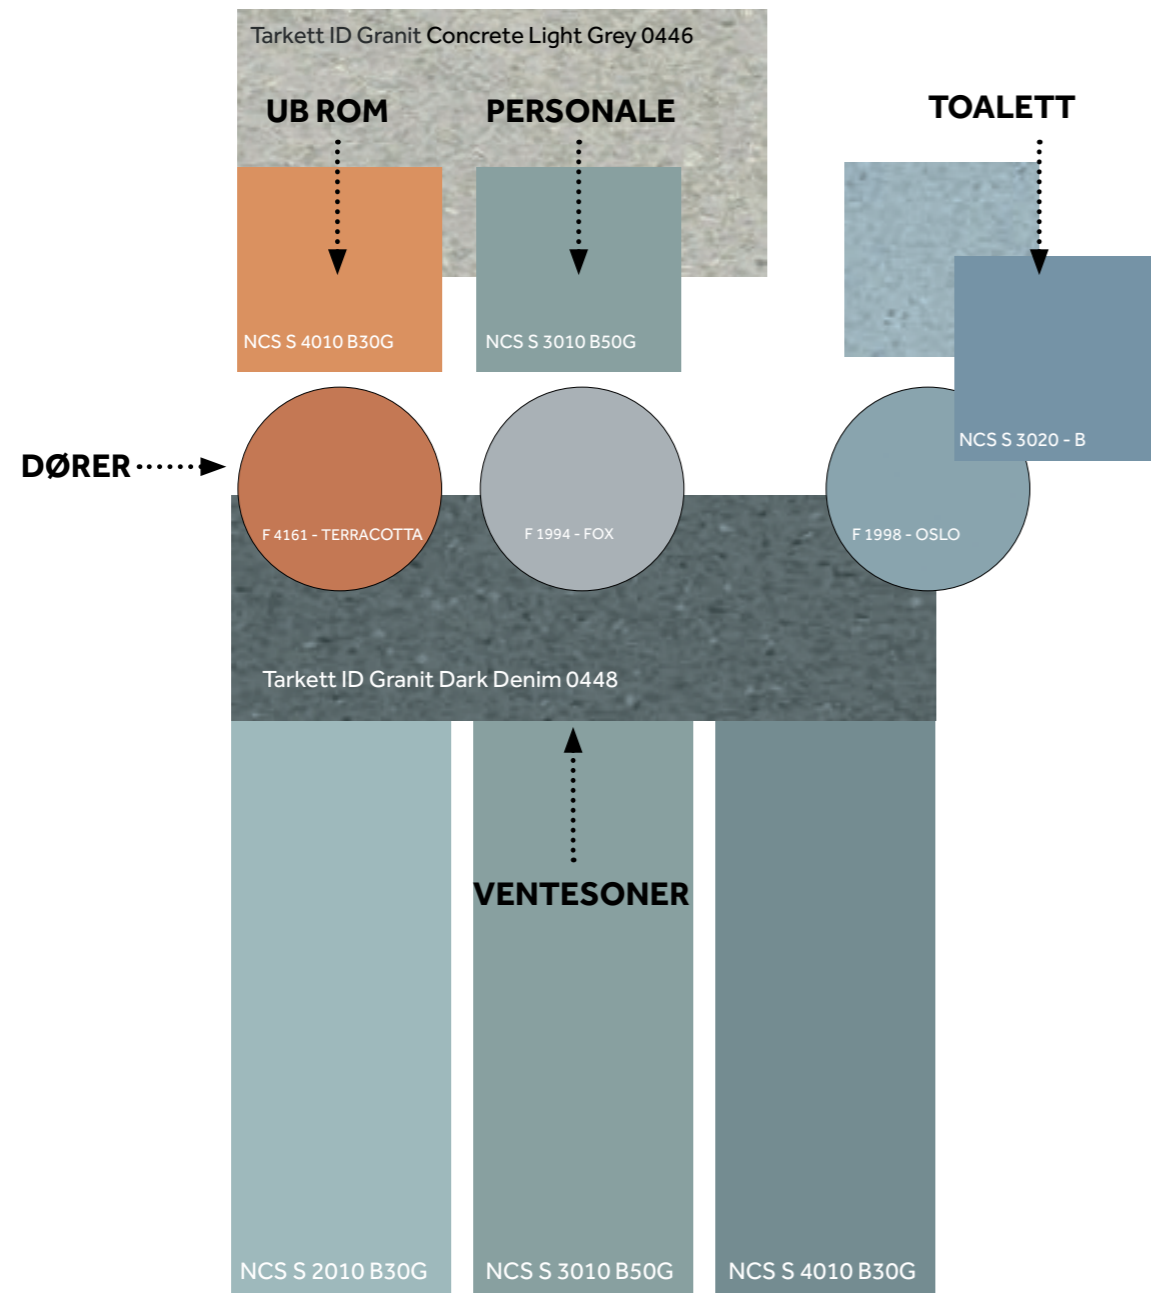 Tarkett ID Granit Concrete Light Grey 0446
UB ROM
PERSONALE
TOALETT
NCS S 4010 B30G
NCS S 3010 B50G
NCS S 3020 - B
DØRER
F 4161 - TERRACOTTA
F 1994 - FOX
F 1998 - OSLO
Tarkett ID Granit Dark Denim 0448
VENTESONER
NCS S 2010 B30G
NCS S 3010 B50G
NCS S 4010 B30G